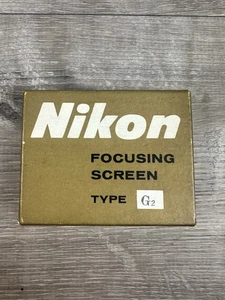 Nikon
FOCUSING
SCREEN
TYPE G2